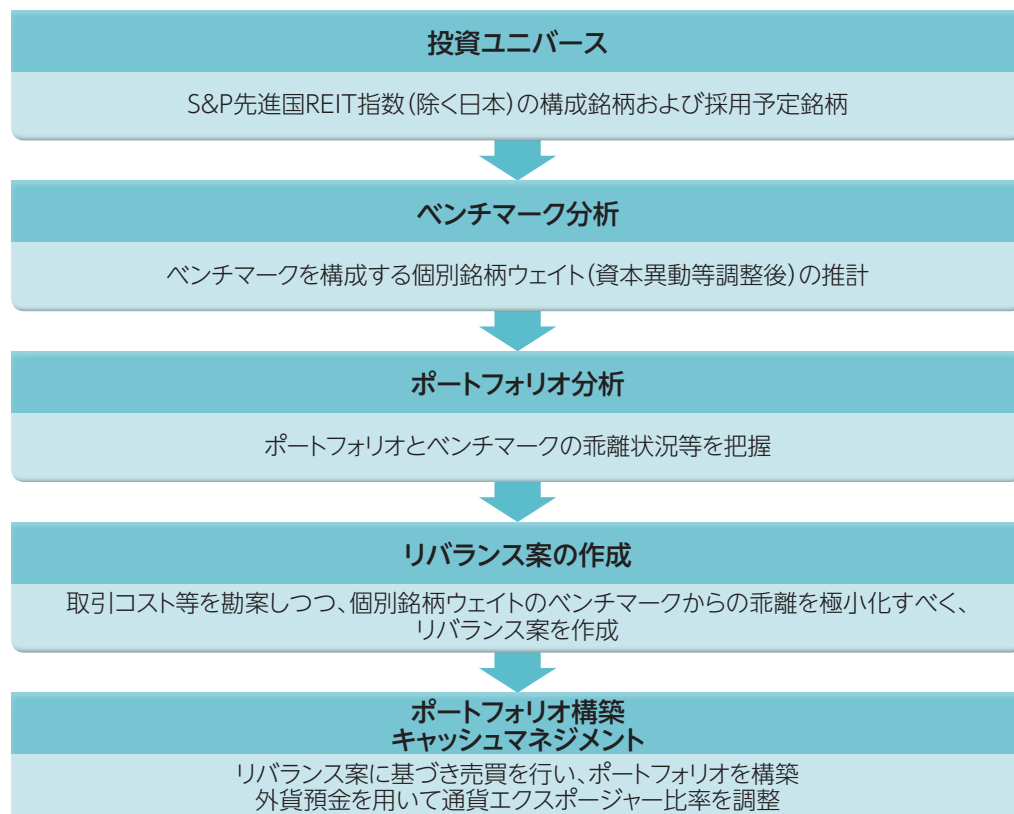 投資ユニバース
S&P先進国REIT指数(除く日本)の構成銘柄および採用予定銘柄
ベンチマーク分析
ベンチマークを構成する個別銘柄ウェイト(資本異動等調整後)の推計
ポートフォリオ分析
ポートフォリオとベンチマークの乖離状況等を把握
リバランス案の作成
取引コスト等を勘案しつつ、個別銘柄ウェイトのベンチマークからの乖離を極小化すべく、
リバランス案を作成
ポートフォリオ構築
キャッシュマネジメント
リバランス案に基づき売買を行い、ポートフォリオを構築
外貨預金を用いて通貨エクスポージャー比率を調整